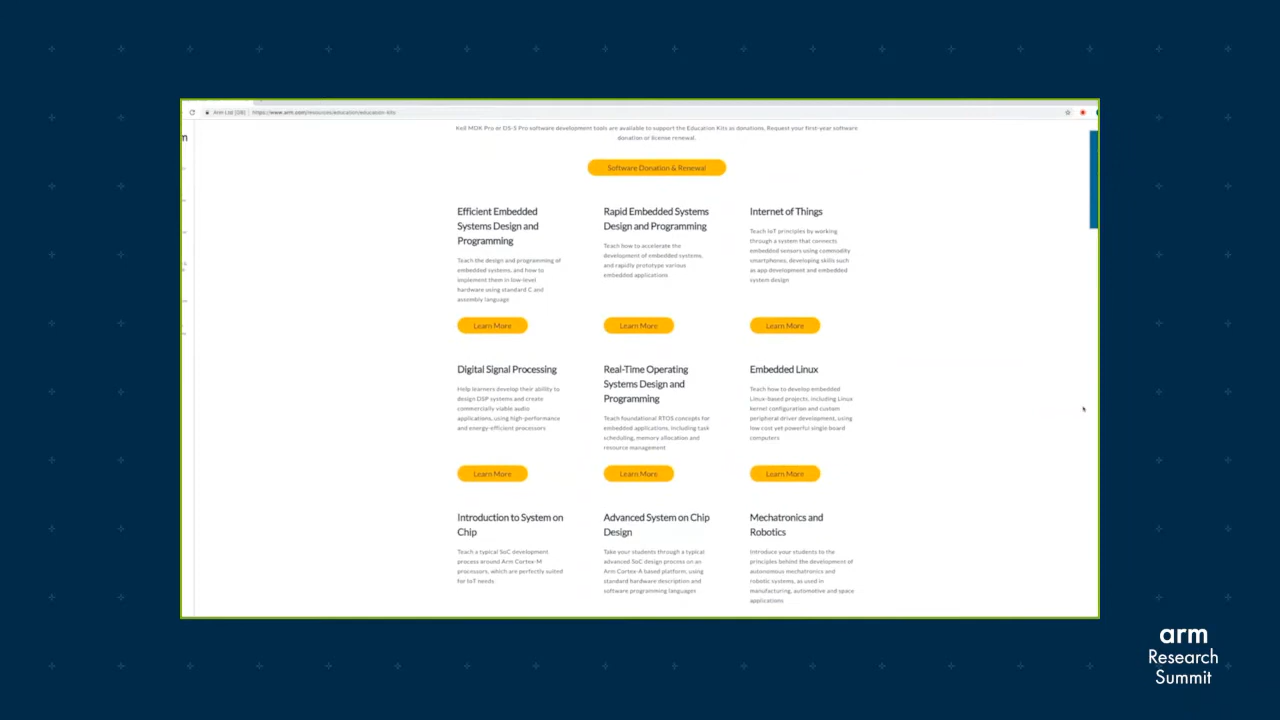 Arm Ltd [GB]
https://www.arm.com/resources/education/education-kits
m
Keil MDK Pro or DS-5 Pro software development tools are available to support the Education Kits as donations. Request your first-year software
donation or license renewal.
Software Donation & Renewal
Efficient Embedded
Systems Design and
Programming
Teach the design and programming of
embedded systems, and how to
implement them in low-level
hardware using standard C and
assembly language
Learn More
Rapid Embedded Systems
Design and Programming
Teach how to accelerate the
development of embedded systems,
and rapidly prototype various
embedded applications
Learn More
Internet of Things
Teach IoT principles by working
through a system that connects
embedded sensors using commodity
smartphones, developing skills such
as app development and embedded
system design
Learn More
Digital Signal Processing
Help learners develop their ability to
design DSP systems and create
commercially viable audio
applications, using high-performance
and energy-efficient processors
Learn More
Real-Time Operating
Systems Design and
Programming
Teach foundational RTOS concepts for
embedded applications, including task
scheduling, memory allocation and
resource management
Learn More
Embedded Linux
Teach how to develop embedded
Linux-based projects, including Linux
kernel configuration and custom
peripheral driver development, using
low cost yet powerful single board
computers
Learn More
Introduction to System on
Chip
Teach a typical SoC development
process around Arm Cortex-M
processors, which are perfectly suited
for IoT needs
Advanced System on Chip
Design
Take your students through a typical
advanced SoC design process on an
Arm Cortex-A based platform, using
standard hardware description and
software programming languages
Mechatronics and
Robotics
Introduce your students to the
principles behind the development of
autonomous mechatronics and
robotic systems, as used in
manufacturing, automotive and space
applications
arm
Research
Summit